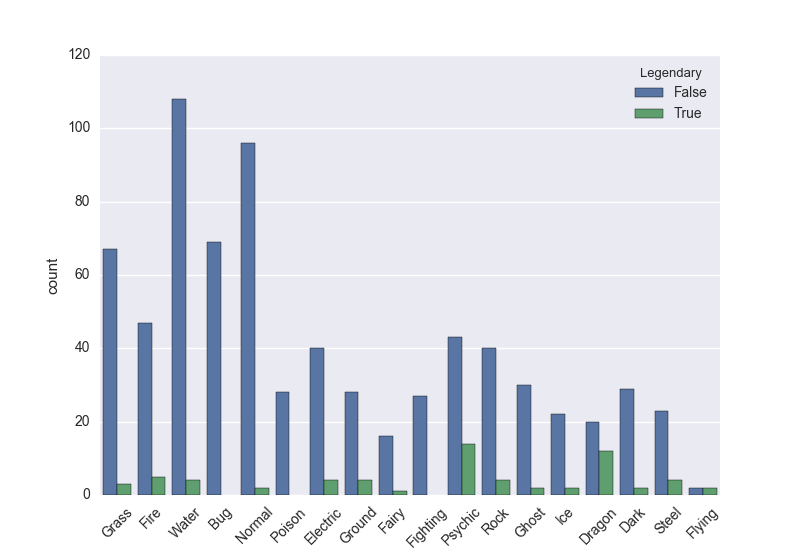 120
100
80
60
40
20
0
count
Legendary
False
True
Grass
Fire
Water
Bug
Normal
Poison
Electric
Ground
Fairy
Fighting
Psychic
Rock
Ghost
Ice
Dragon
Dark
Steel
Flying